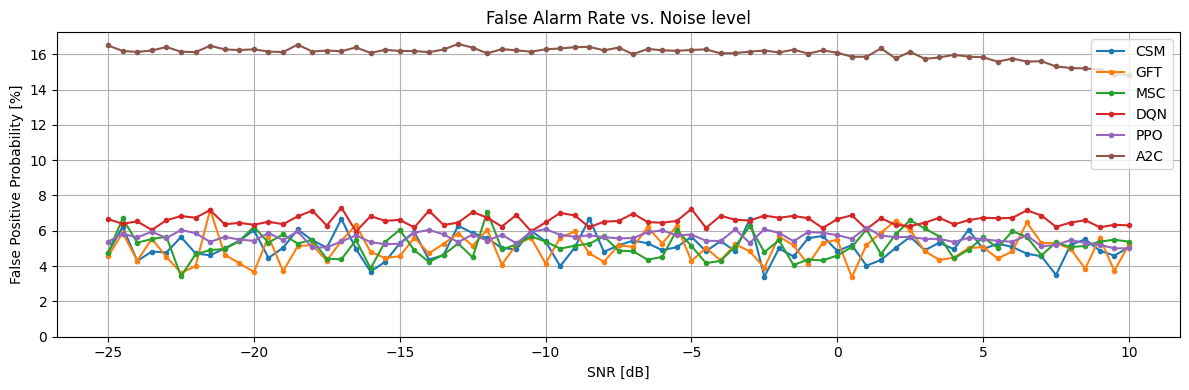 False Alarm Rate vs. Noise level
False Positive Probability [%]
16
14
12
10
8
6
4
2
0
CSM
GFT
MSC
DQN
PPO
A2C
−25
−20
−15
−10
−5
0
5
10
SNR [dB]